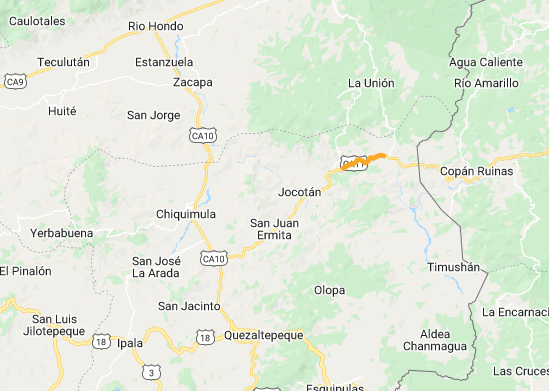 Caulotales
Rio Hondo
Teculután
Estanzuela
Agua Caliente
CA9
Zacapa
La Unión
Río Amarillo
Huité
San Jorge
CA10
CA11
Copán Ruinas
Jocotán
Chiquimula
San Juan
Ermita
Yerbabuena
CA10
San José
La Arada
El Pinalón
Timushán
Olopa
San Jacinto
La Encarnaci
San Luis
Jilotepeque
18
18
Quezaltepeque
Aldea
Chanmagua
Ipala
3
Las Cruces
Esquipulas